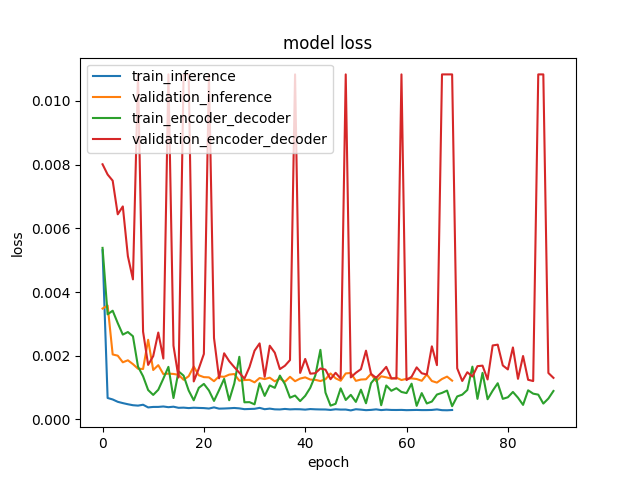 model loss
train_inference
validation_inference
train_encoder_decoder
validation_encoder_decoder
0.010
0.008
0.006
0.004
0.002
0.000
loss
0 20 40 60 80
epoch